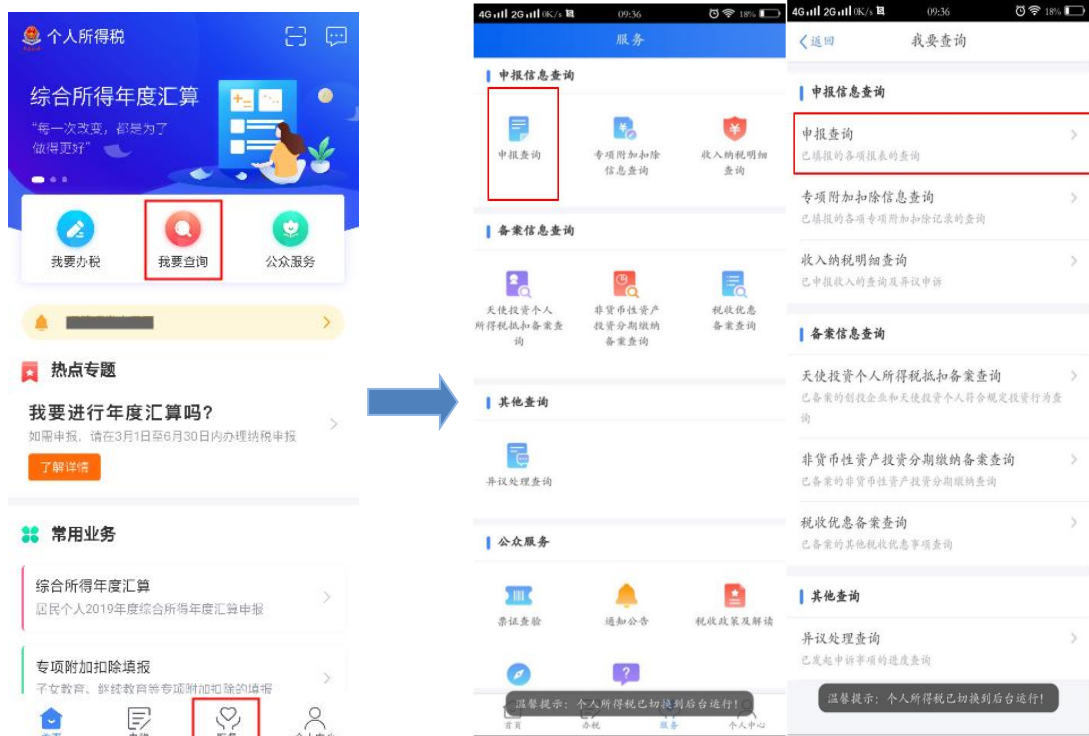 个人所得税
综合所得年度汇算
“每一次改变，都是为了
做得更好”
我要办税
我要查询
公众服务
热点专题
我要进行年度汇算吗?
如需申报，请在3月1日至6月30日内办理纳税申报
了解详情
常用业务
综合所得年度汇算
居民个人2019年度综合所得年度汇算申报
专项附加扣除填报
子女教育、继续教育等专项附加扣除的填报
4G 2G 0K/s
09:36
18%
服务
申报信息查询
申报查询
专项附加扣除
信息查询
收入纳税明细
查询
备案信息查询
天使投资个人
所得税抵扣备案查
询
非货币性资产
投资分期缴纳
备案查询
税收优惠
备案查询
其他查询
异议处理查询
公众服务
票证查验
通知公告
税收政策及解读
温馨提示：个人所得税已切换到后台运行!
首页
办税
服务
个人中心
4G 2G 0K/s
09:36
18%
返回
我要查询
申报信息查询
申报查询
已填报的各项报表的查询
专项附加扣除信息查询
已填报的各项专项附加扣除记录的查询
收入纳税明细查询
已申报收入的查询及异议申诉
备案信息查询
天使投资个人所得税抵扣备案查询
已备案的创投企业和天使投资个人符合规定投资行为查
询
非货币性资产投资分期缴纳备案查询
已备案的非货币性资产投资分期缴纳查询
税收优惠备案查询
已备案的其他税收优惠事项查询
其他查询
异议处理查询
已发起申诉事项的进度查询
温馨提示：个人所得税已切换到后台运行!